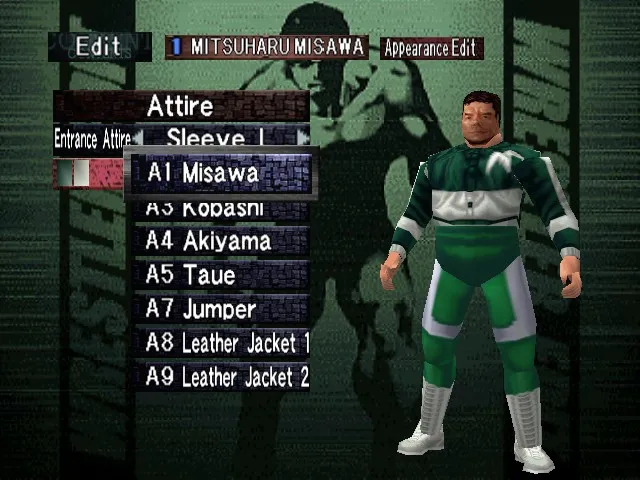 Edit
1 MITSUHARU MISAWA
Appearance Edit
Attire
Entrance Attire
Sleeve
A1 Misawa
A3 Kobashi
A4 Akiyama
A5 Taue
A7 Jumper
A8 Leather Jacket 1
A9 Leather Jacket 2